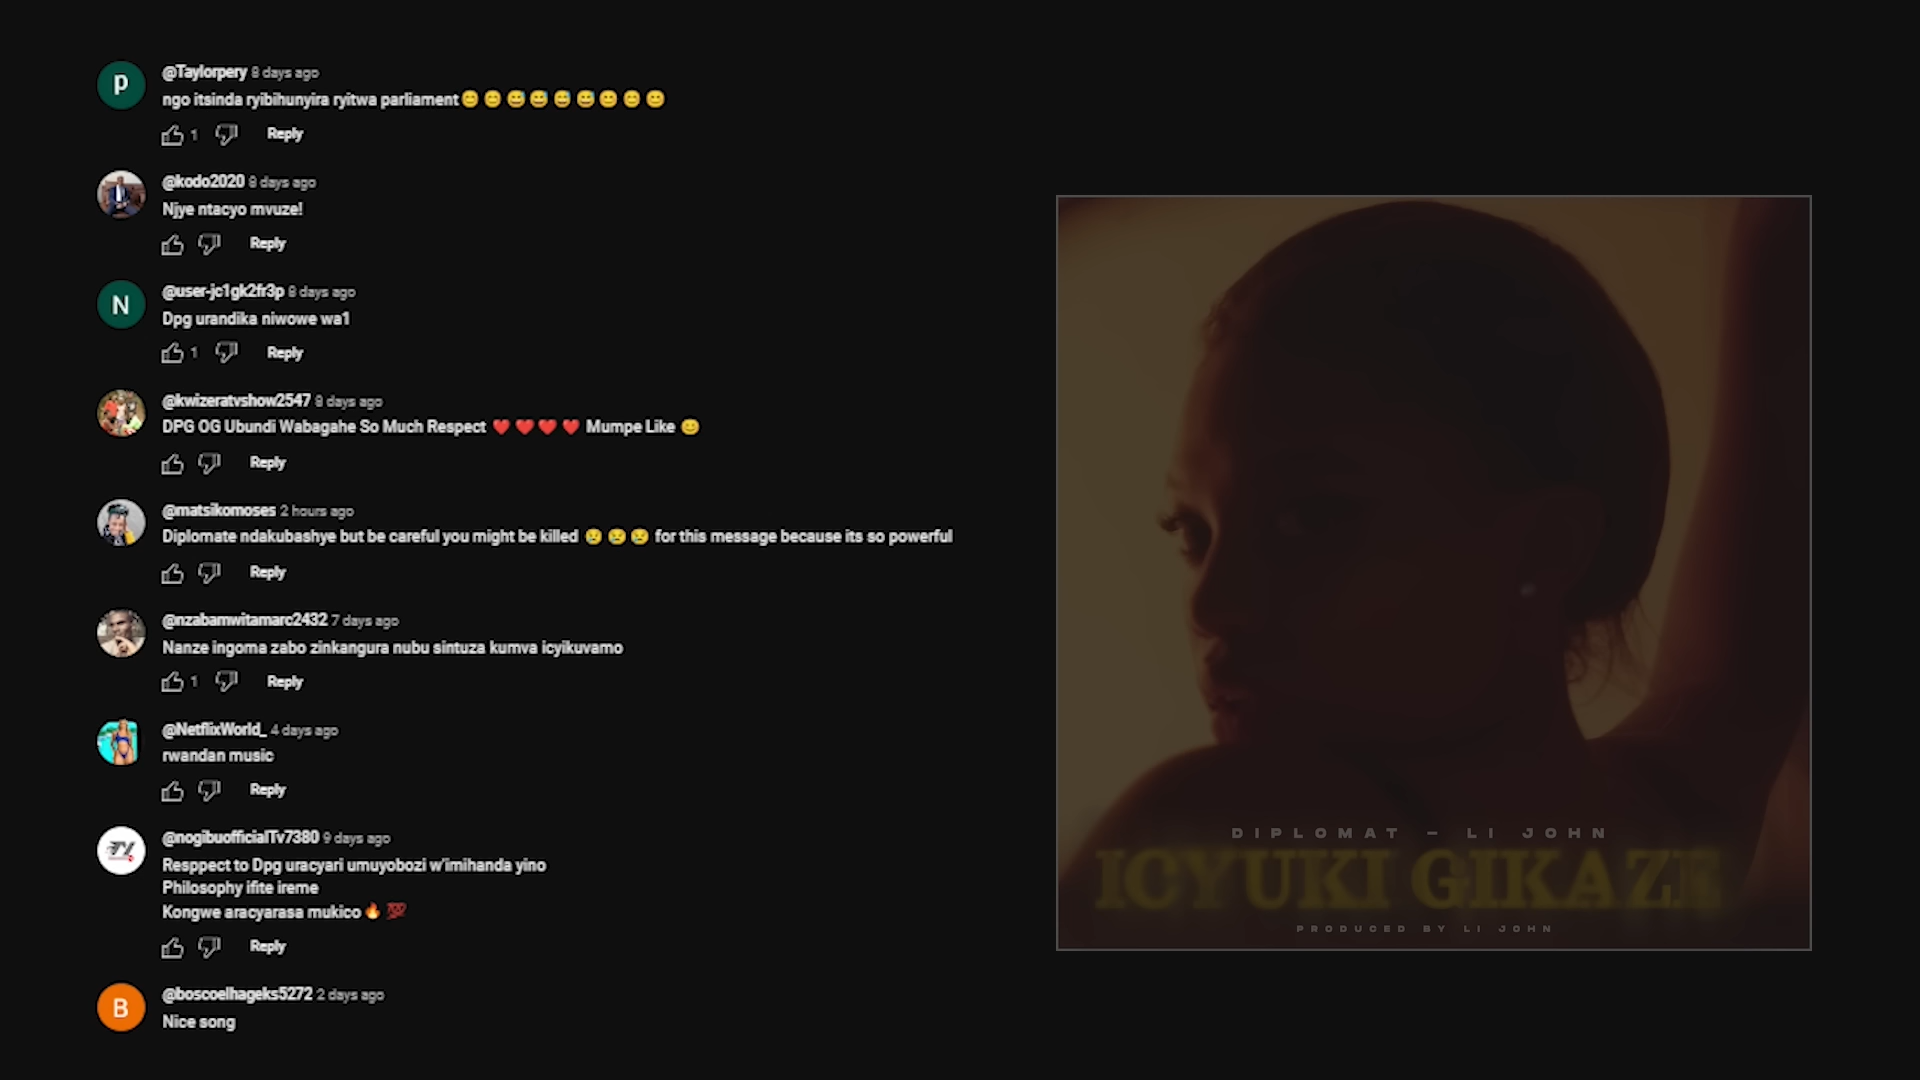 P
@Taylorpery 8 days ago
ngo itsinda ryibihunyira ryitwa parliament😊😊😅😅😅😅😊😊😊
1 Reply
@kodo2020 8 days ago
Njye ntacyo mvuze!
Reply
N
@user-jc1gk2fr3p 8 days ago
Dpg urandika niwowe wa1
1 Reply
@kwizeratvshow2547 8 days ago
DPG OG Ubundi Wabagahe So Much Respect ❤️❤️❤️❤️ Mumpe Like 😊
Reply
@matsikomoses 2 hours ago
Diplomate ndakubashye but be careful you might be killed 😢😢😢 for this message because its so powerful
Reply
@nzabamwitamarc2432 7 days ago
Nanze ingoma zabo zinkangura nubu sintuza kumva icyikuvamo
1 Reply
@NetflixWorld_ 4 days ago
rwandan music
Reply
TV
@nogibuofficialTv7380 9 days ago
Resppect to Dpg uracyari umuyobozi w'imihanda yino
Philosophy ifite ireme
Kongwe aracyarasa mukico🔥💯
Reply
B
@boscoelhageks5272 2 days ago
Nice song
DIPLOMAT – LI JOHN
ICYUKI GIKAZE
PRODUCED BY LI JOHN